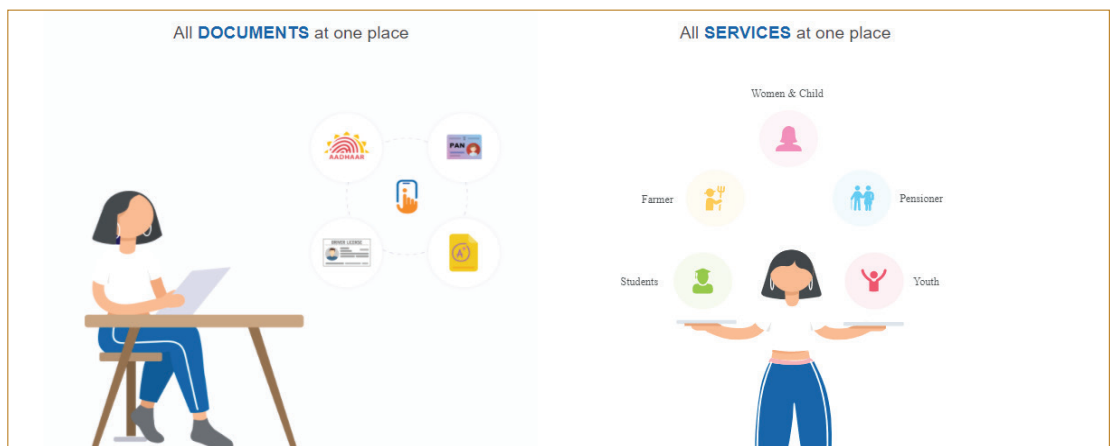 All DOCUMENTS at one place
AADHAAR
PAN
DRIVER LICENSE
A+
All SERVICES at one place
Women & Child
Farmer
Pensioner
Students
Youth